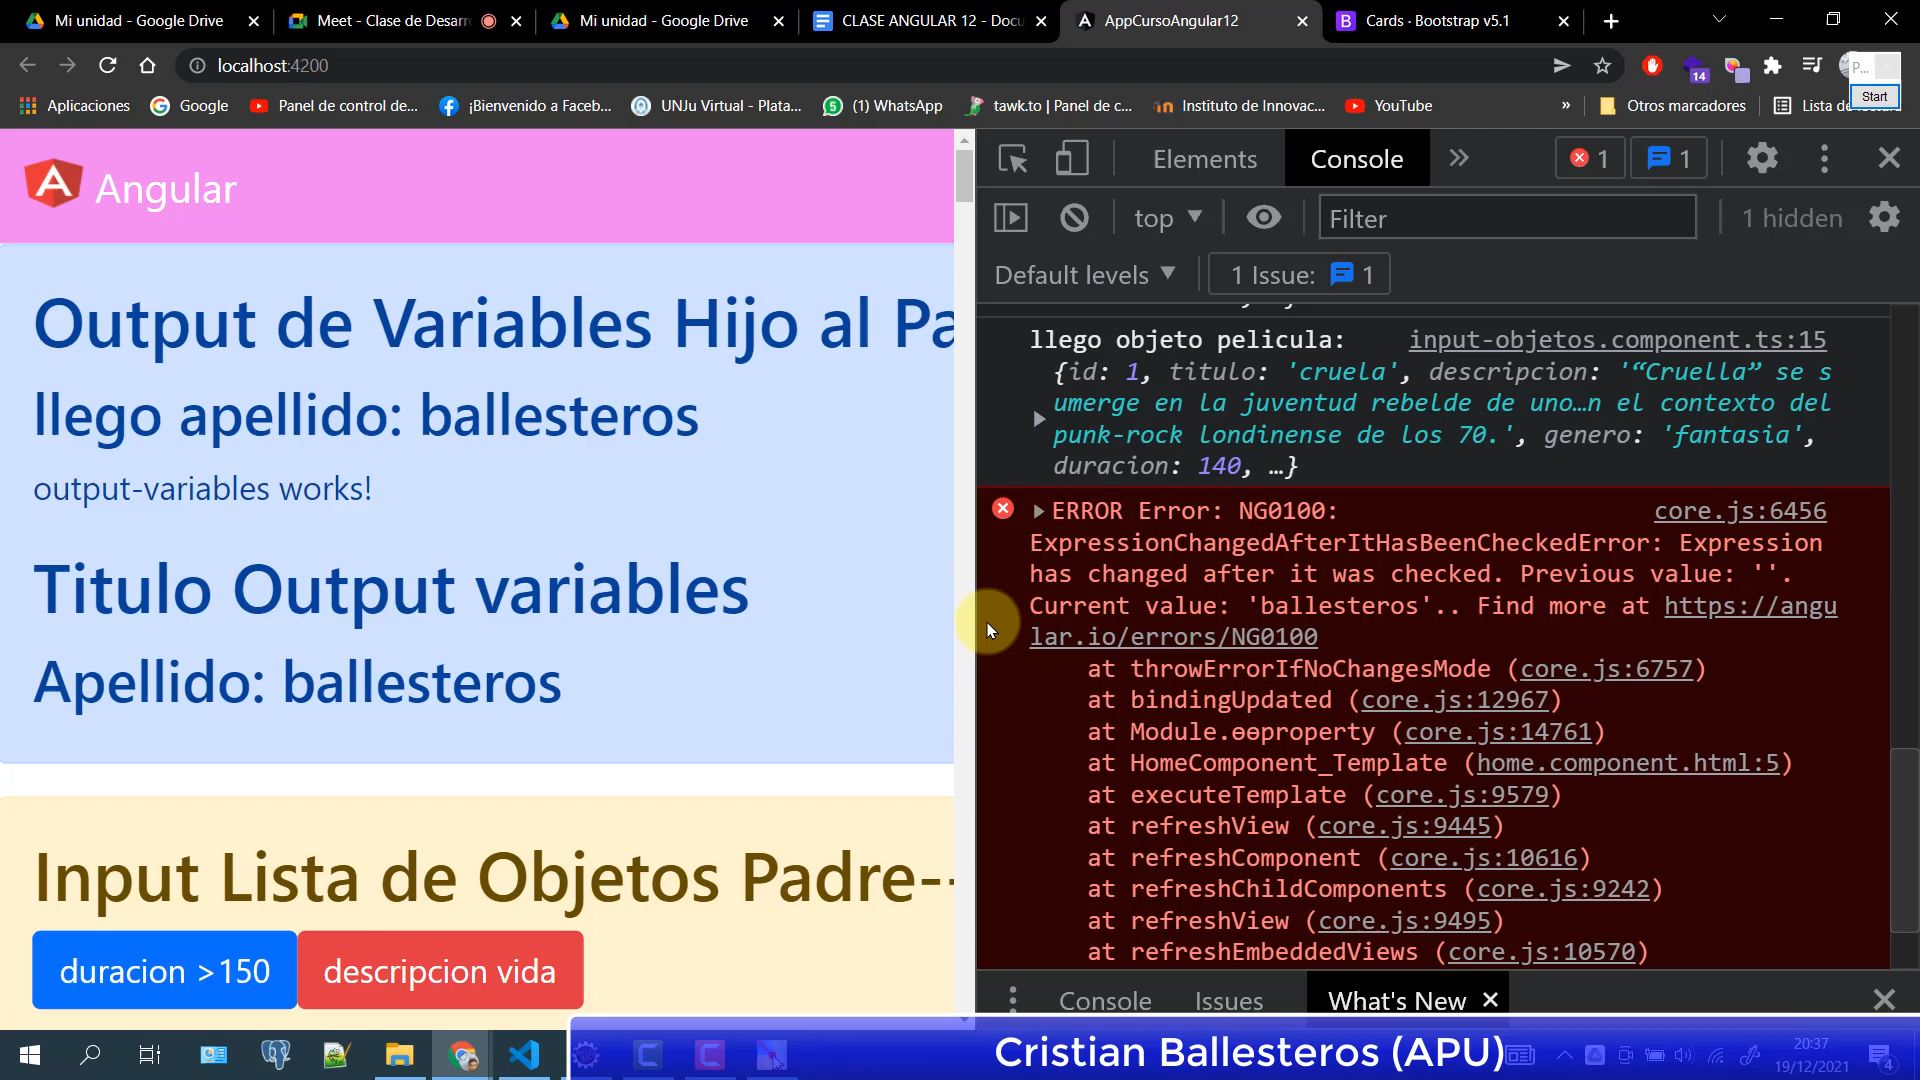 Mi unidad - Google Drive
Meet - Clase de Desarr
Mi unidad - Google Drive
CLASE ANGULAR 12 - Docu
AppCursoAngular12
Cards · Bootstrap v5.1
localhost:4200
14
P...
Start
Aplicaciones
Google
Panel de control de...
¡Bienvenido a Faceb...
UNJu Virtual - Plata...
(1) WhatsApp
tawk.to | Panel de c...
Instituto de Innovac...
YouTube
»
Otros marcadores
Lista de
Angular
Output de Variables Hijo al Pa
llego apellido: ballesteros
output-variables works!
Titulo Output variables
Apellido: ballesteros
Input Lista de Objetos Padre--
duracion >150
descripcion vida
Elements
Console
1
1
top
Filter
1 hidden
Default levels
1 Issue:
1
llego objeto pelicula: input-objetos.component.ts:15
{id: 1, titulo: 'cruela', descripcion: '“Cruella” se s
umerge en la juventud rebelde de uno…n el contexto del
punk-rock londinense de los 70.', genero: 'fantasia',
duracion: 140, …}
ERROR Error: NG0100: core.js:6456
ExpressionChangedAfterItHasBeenCheckedError: Expression
has changed after it was checked. Previous value: ''.
Current value: 'ballesteros'.. Find more at https://angu
lar.io/errors/NG0100
at throwErrorIfNoChangesMode (core.js:6757)
at bindingUpdated (core.js:12967)
at Module.ɵɵproperty (core.js:14761)
at HomeComponent_Template (home.component.html:5)
at executeTemplate (core.js:9579)
at refreshView (core.js:9445)
at refreshComponent (core.js:10616)
at refreshChildComponents (core.js:9242)
at refreshView (core.js:9495)
at refreshEmbeddedViews (core.js:10570)
Console
Issues
What's New
Cristian Ballesteros (APU)
20:37
19/12/2021
4